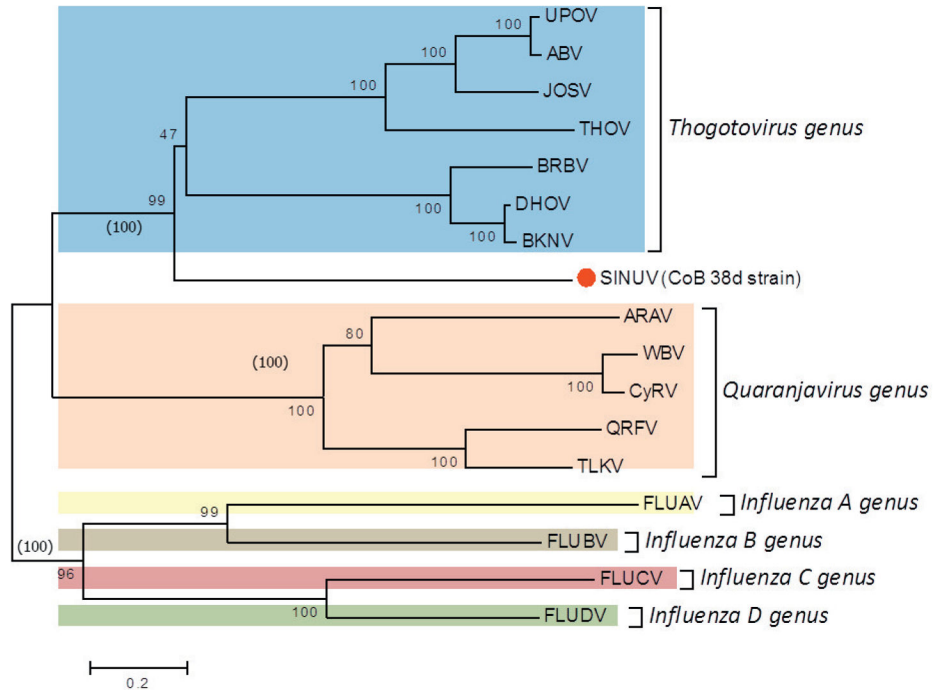 UPOV
100
ABV
100
100
JOSV
THOV
Thogotovirus genus
47
BRBV
99
100
DHOV
(100)
100
BKNV
SINUV (CoB 38d strain)
ARAV
80
WBV
(100)
100
CyRV
Quaranjavirus genus
100
QRFV
100
TLKV
FLUAV
Influenza A genus
99
(100)
FLUBV
Influenza B genus
96
FLUCV
Influenza C genus
100
FLUDV
Influenza D genus
0.2